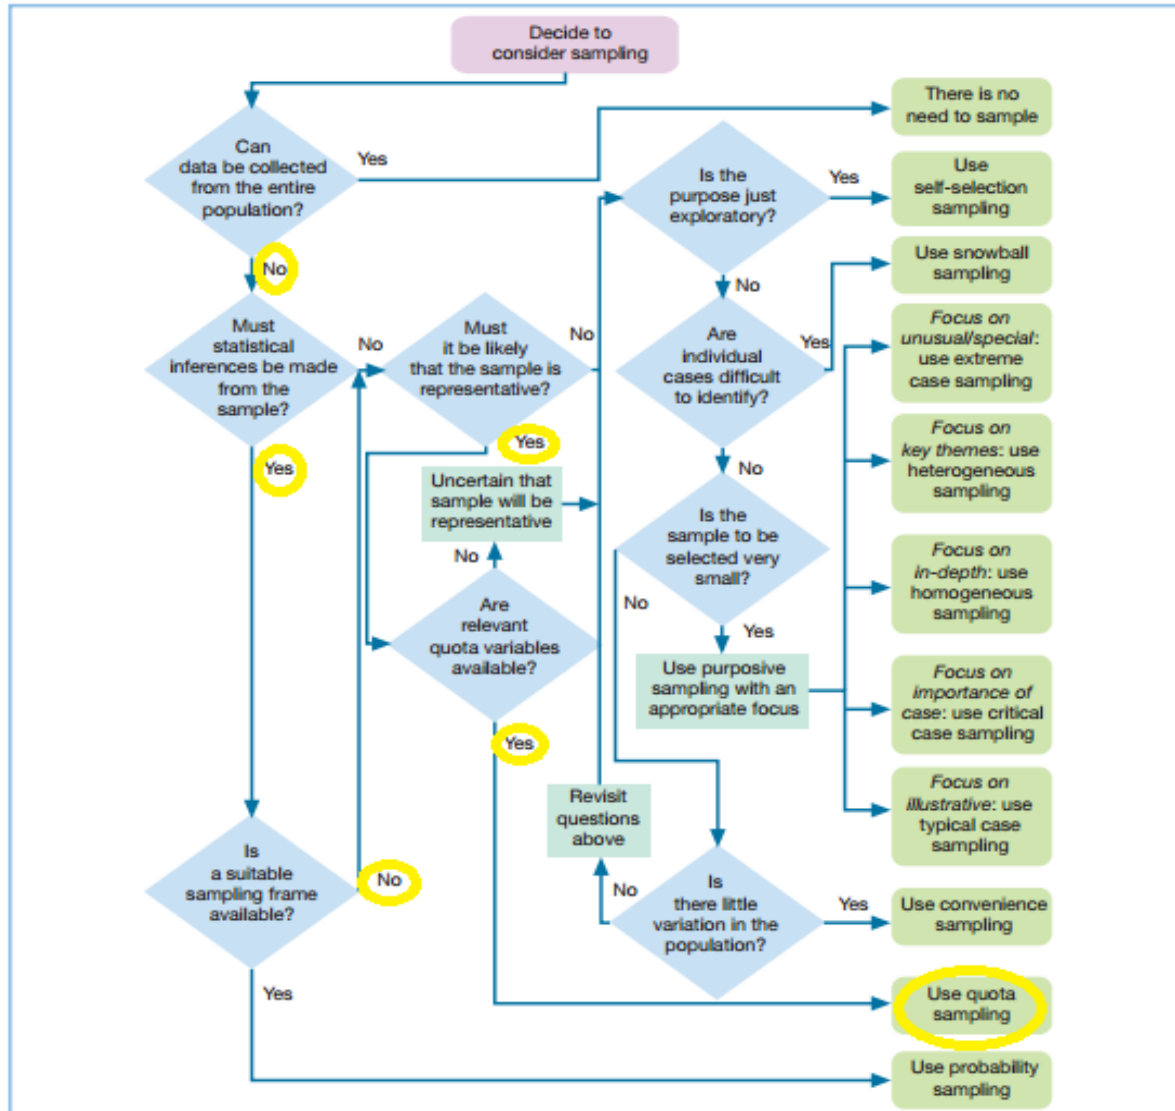 Decide to
consider sampling
There is no
need to sample
Can
data be collected
from the entire
population?
Yes
Is the
purpose just
exploratory?
Yes
Use
self-selection
sampling
No
Use snowball
sampling
No
Must
statistical
inferences be made
from the
sample?
No
Must
it be likely
that the sample is
representative?
No
Are
individual
cases difficult
to identify?
Yes
Focus on
unusual/special:
use extreme
case sampling
Yes
Yes
Uncertain that
sample will be
representative
No
Focus on
key themes: use
heterogeneous
sampling
No
Is the
sample to be
selected very
small?
No
Are
relevant
quota variables
available?
Focus on
in-depth: use
homogeneous
sampling
Yes
Use purposive
sampling with an
appropriate focus
Focus on
importance of
case: use critical
case sampling
Yes
Revisit
questions
above
Focus on
illustrative: use
typical case
sampling
Is
a suitable
sampling frame
available?
No
No
Is
there little
variation in the
population?
Yes
Use convenience
sampling
Yes
Use quota
sampling
Use probability
sampling